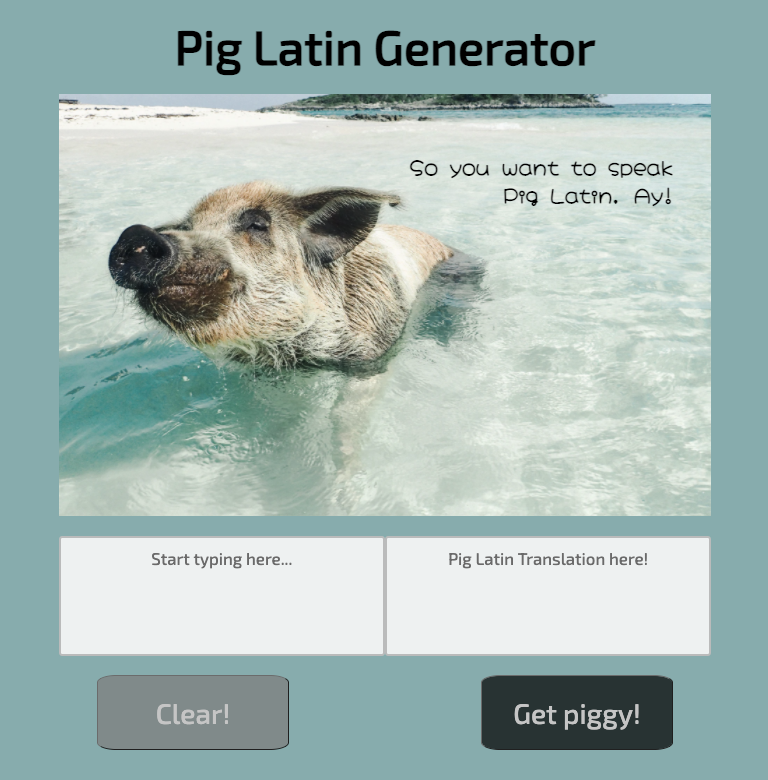 Pig Latin Generator
So you want to speak
Pig Latin. Ay!
Start typing here...
Pig Latin Translation here!
Clear!
Get piggy!